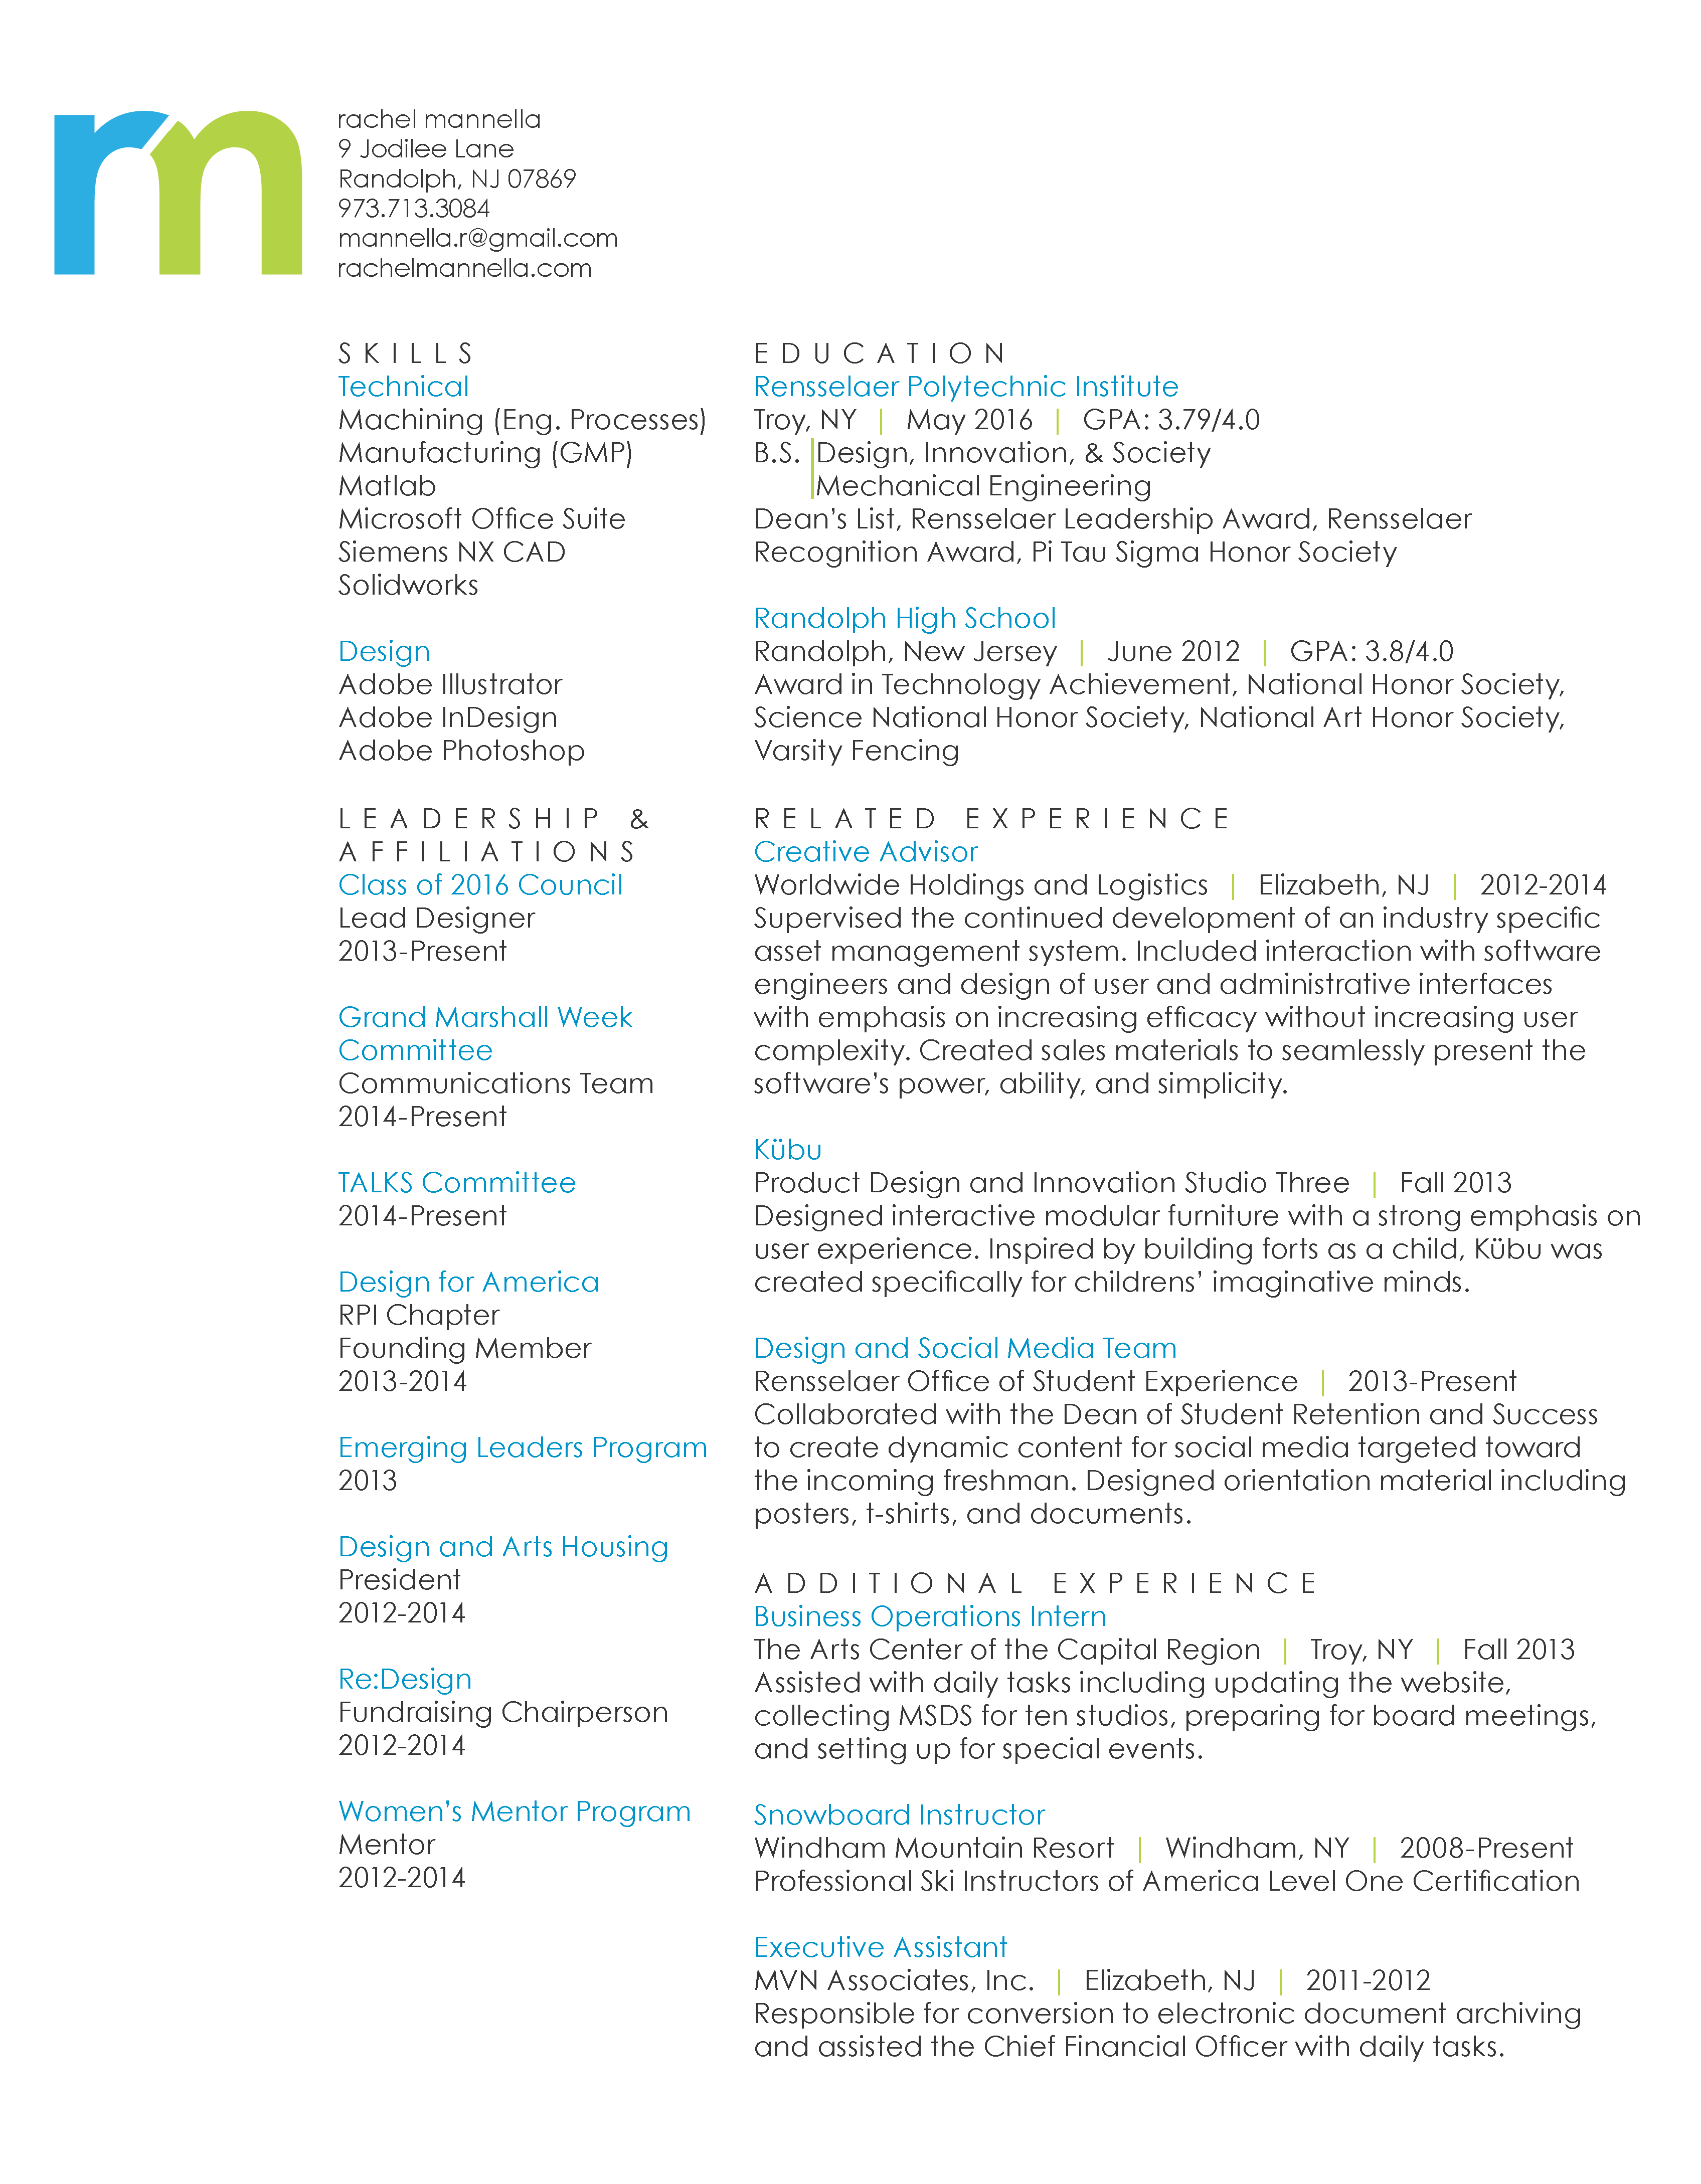 rm
rachel mannella
9 Jodilee Lane
Randolph, NJ 07869
973.713.3084
mannella.r@gmail.com
rachelmannella.com
SKILLS
Technical
Machining (Eng. Processes)
Manufacturing (GMP)
Matlab
Microsoft Office Suite
Siemens NX CAD
Solidworks
Design
Adobe Illustrator
Adobe InDesign
Adobe Photoshop
LEADERSHIP &
AFFILIATIONS
Class of 2016 Council
Lead Designer
2013-Present
Grand Marshall Week
Committee
Communications Team
2014-Present
TALKS Committee
2014-Present
Design for America
RPI Chapter
Founding Member
2013-2014
Emerging Leaders Program
2013
Design and Arts Housing
President
2012-2014
Re:Design
Fundraising Chairperson
2012-2014
Women's Mentor Program
Mentor
2012-2014
EDUCATION
Rensselaer Polytechnic Institute
Troy, NY | May 2016 | GPA: 3.79/4.0
B.S. |Design, Innovation, & Society
|Mechanical Engineering
Dean's List, Rensselaer Leadership Award, Rensselaer
Recognition Award, Pi Tau Sigma Honor Society
Randolph High School
Randolph, New Jersey | June 2012 | GPA: 3.8/4.0
Award in Technology Achievement, National Honor Society,
Science National Honor Society, National Art Honor Society,
Varsity Fencing
RELATED EXPERIENCE
Creative Advisor
Worldwide Holdings and Logistics | Elizabeth, NJ | 2012-2014
Supervised the continued development of an industry specific
asset management system. Included interaction with software
engineers and design of user and administrative interfaces
with emphasis on increasing efficacy without increasing user
complexity. Created sales materials to seamlessly present the
software's power, ability, and simplicity.
Kübu
Product Design and Innovation Studio Three | Fall 2013
Designed interactive modular furniture with a strong emphasis on
user experience. Inspired by building forts as a child, Kübu was
created specifically for childrens' imaginative minds.
Design and Social Media Team
Rensselaer Office of Student Experience | 2013-Present
Collaborated with the Dean of Student Retention and Success
to create dynamic content for social media targeted toward
the incoming freshman. Designed orientation material including
posters, t-shirts, and documents.
ADDITIONAL EXPERIENCE
Business Operations Intern
The Arts Center of the Capital Region | Troy, NY | Fall 2013
Assisted with daily tasks including updating the website,
collecting MSDS for ten studios, preparing for board meetings,
and setting up for special events.
Snowboard Instructor
Windham Mountain Resort | Windham, NY | 2008-Present
Professional Ski Instructors of America Level One Certification
Executive Assistant
MVN Associates, Inc. | Elizabeth, NJ | 2011-2012
Responsible for conversion to electronic document archiving
and assisted the Chief Financial Officer with daily tasks.